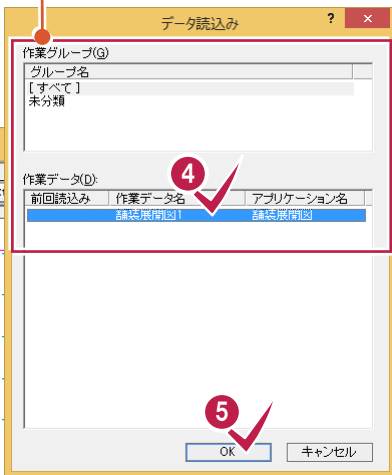 データ読込み ? ×
作業グループ(G)
グループ名
[すべて]
未分類
4
作業データ(D):
前回読込み 作業データ名 アプリケーション名
舗装展開図1 舗装展開図
5
OK キャンセル